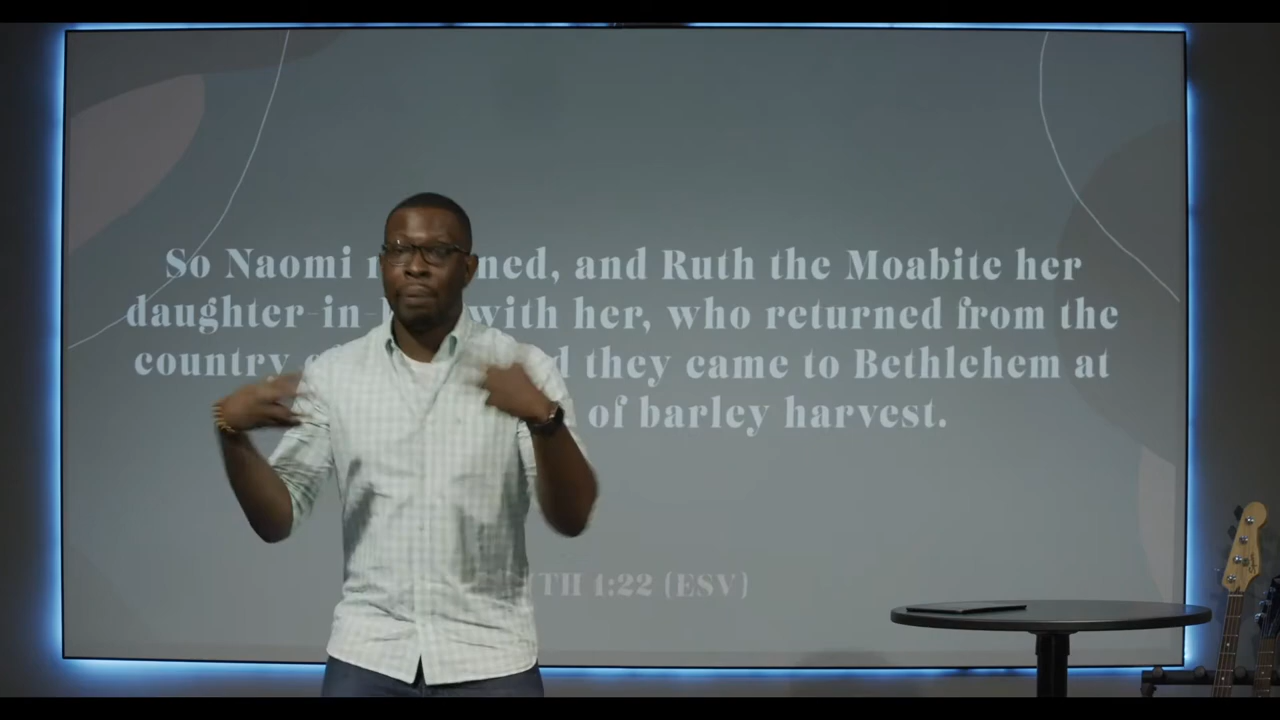 So Naomi ned, and Ruth the Moabite her
daughter-in- with her, who returned from the
country they came to Bethlehem at
of barley harvest.
TH 1:22 (ESV)